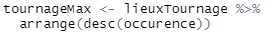 tournageMax <- lieuxTournage %>%
  arrange(desc(occurence))